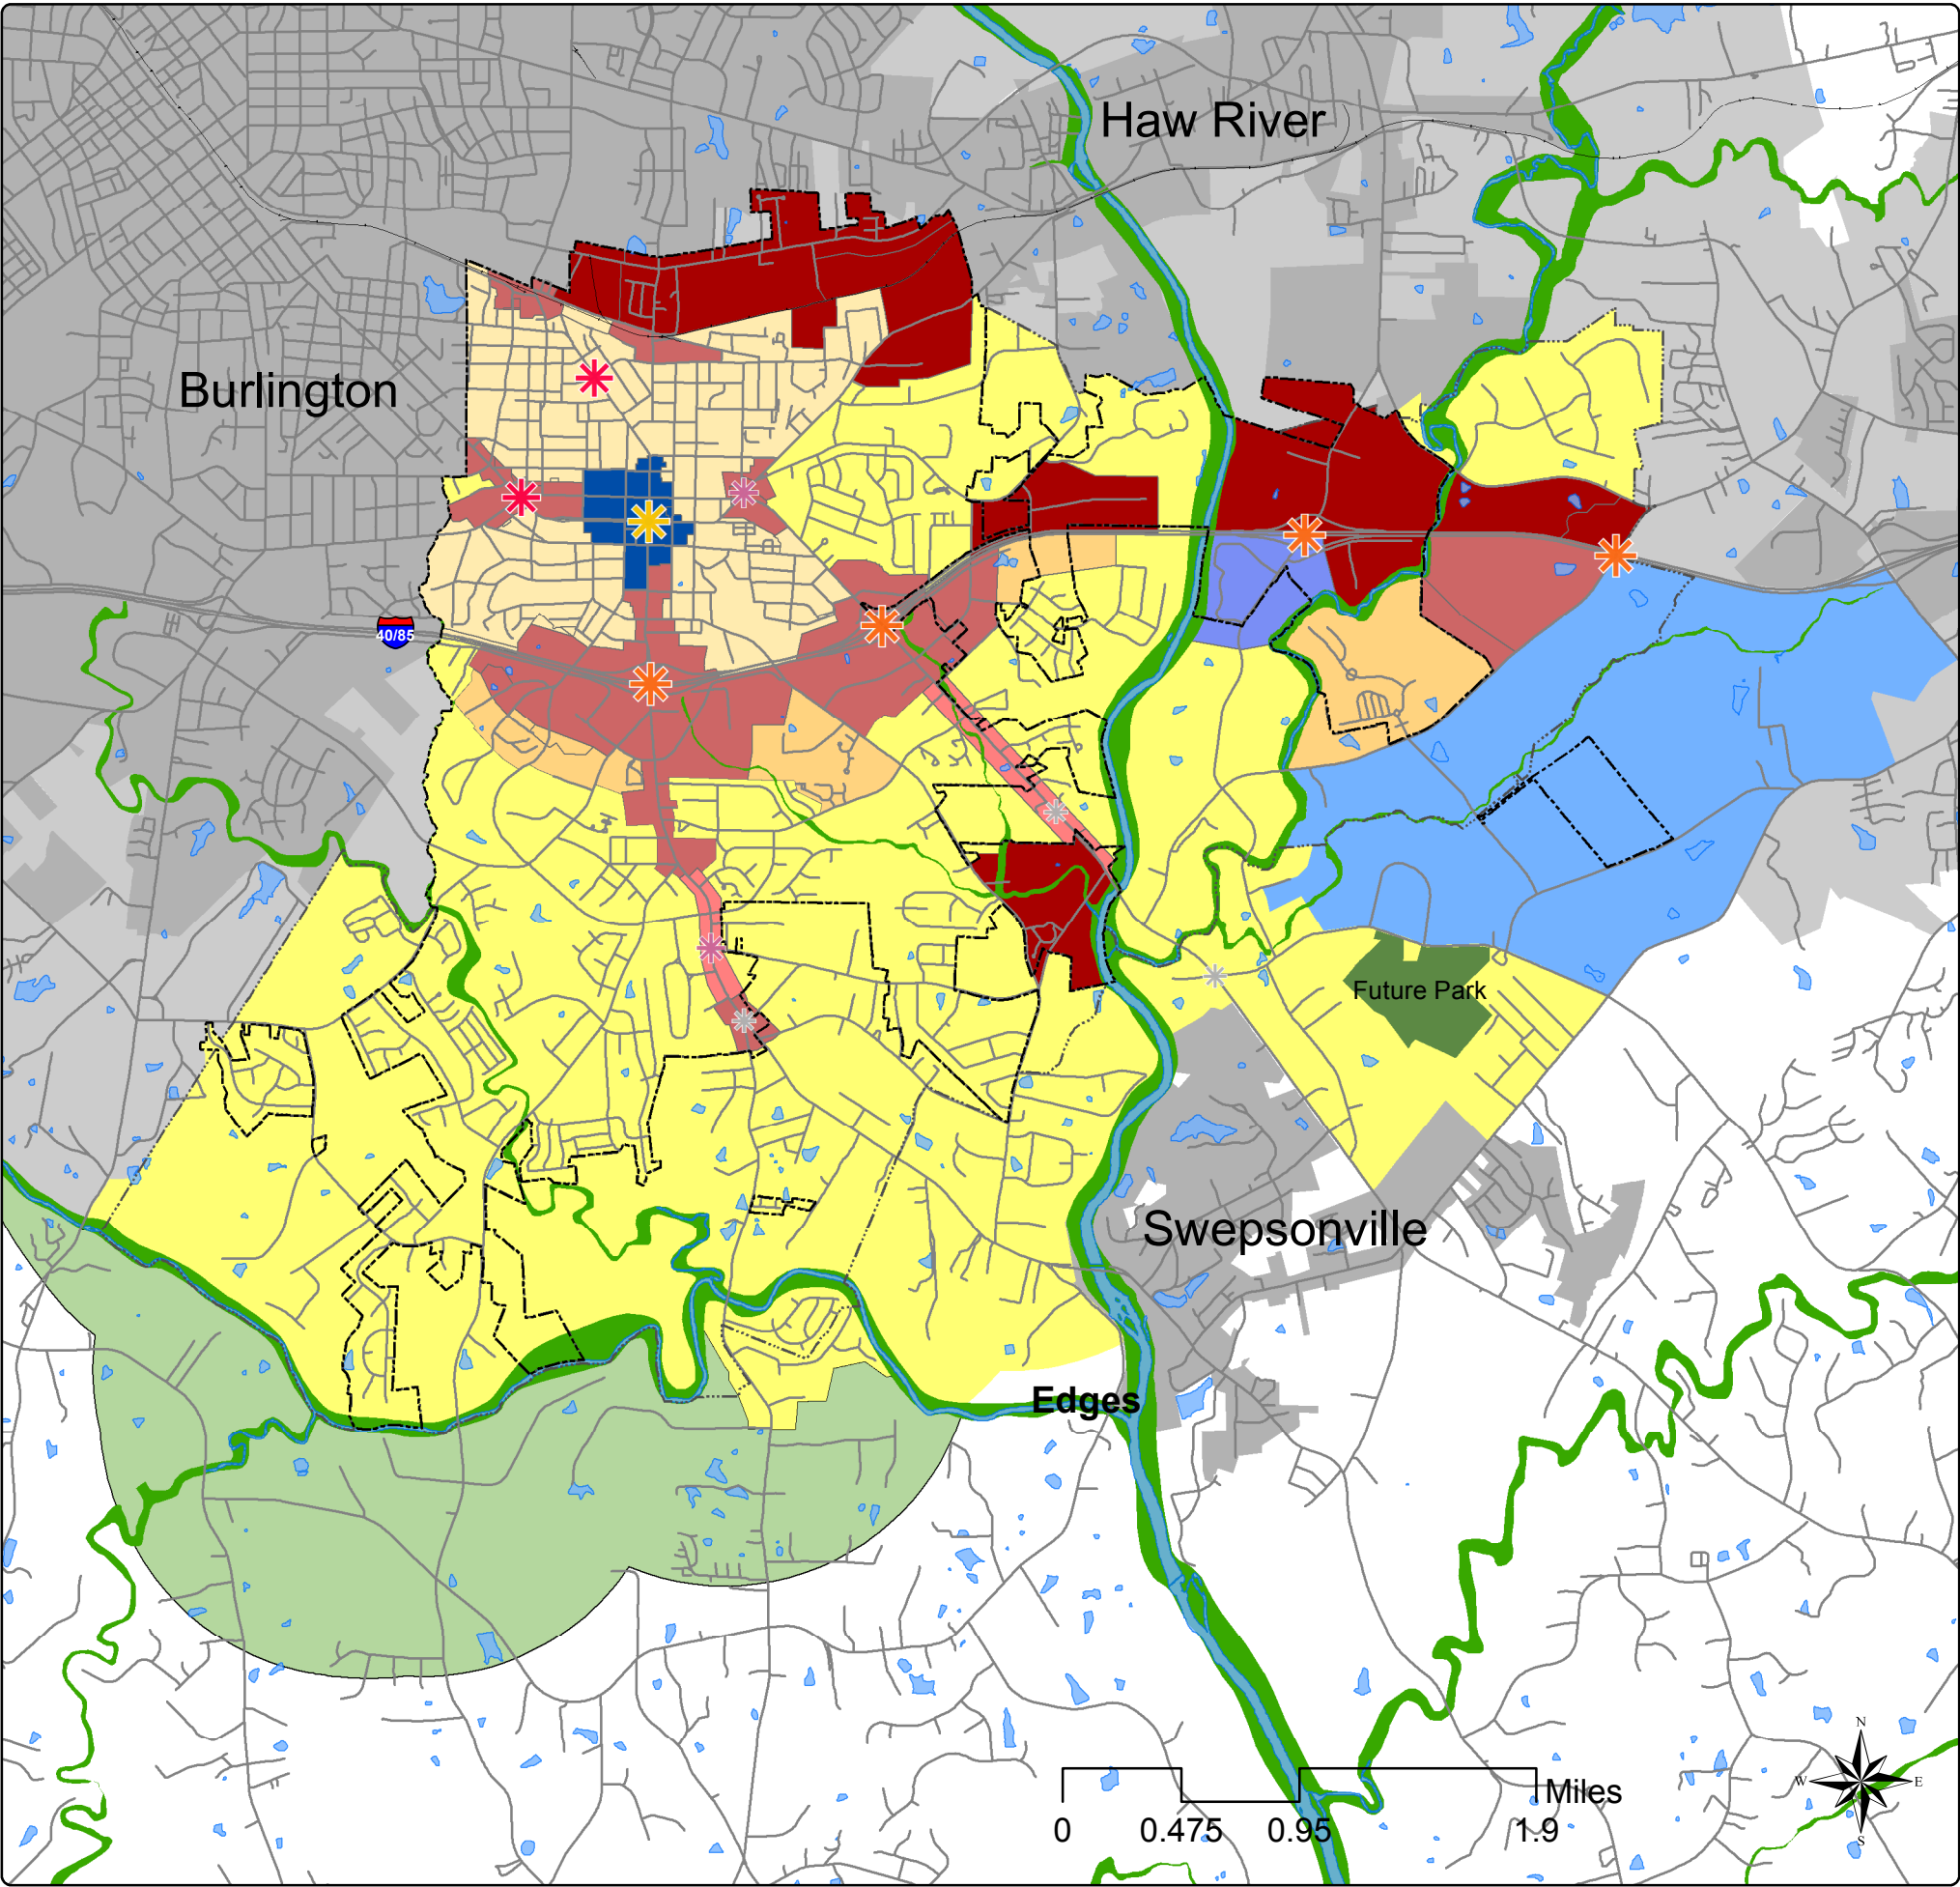 Haw River
Burlington
40/85
Future Park
Swepsonville
Edges
Miles
0 0.475 0.95 1.9
N
W E
S